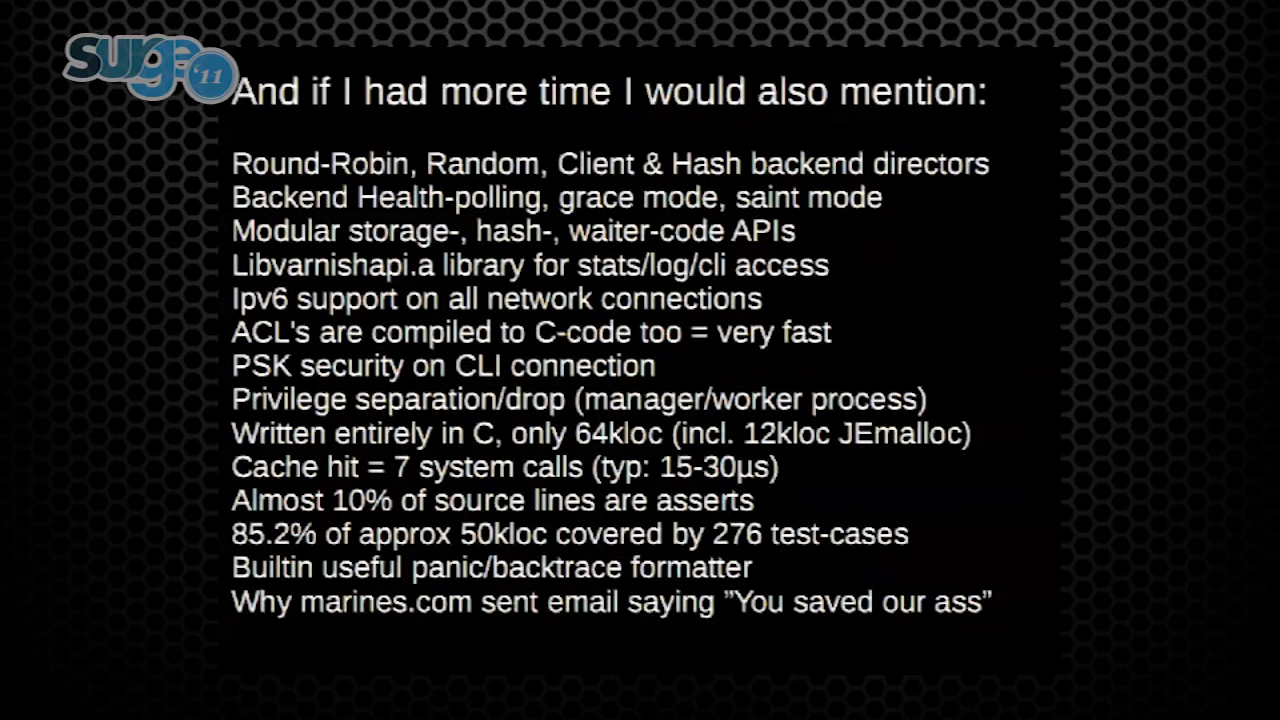 surge '11
And if I had more time I would also mention:
Round-Robin, Random, Client & Hash backend directors
Backend Health-polling, grace mode, saint mode
Modular storage-, hash-, waiter-code APIs
Libvarnishapi.a library for stats/log/cli access
Ipv6 support on all network connections
ACL's are compiled to C-code too = very fast
PSK security on CLI connection
Privilege separation/drop (manager/worker process)
Written entirely in C, only 64kloc (incl. 12kloc JEmalloc)
Cache hit = 7 system calls (typ: 15-30µs)
Almost 10% of source lines are asserts
85.2% of approx 50kloc covered by 276 test-cases
Builtin useful panic/backtrace formatter
Why marines.com sent email saying ”You saved our ass”